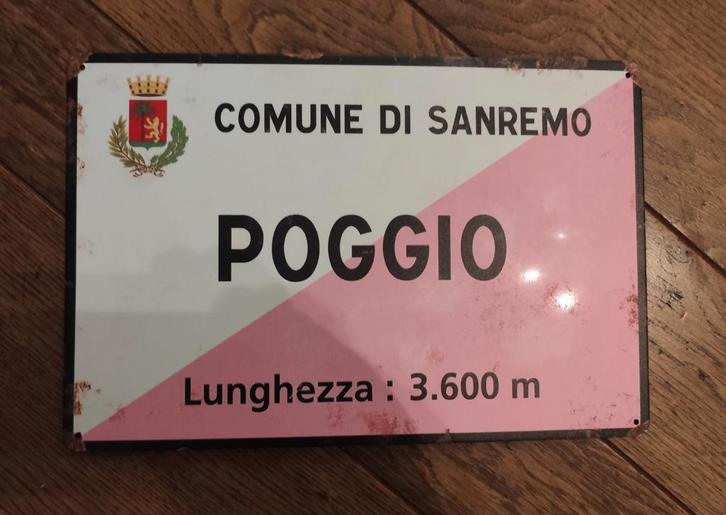 COMUNE DI SANREMO
POGGIO
Lunghezza : 3.600 m